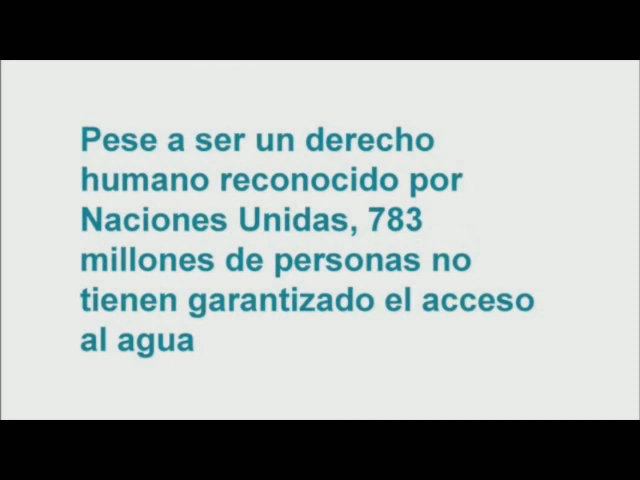 Pese a ser un derecho
humano reconocido por
Naciones Unidas, 783
millones de personas no
tienen garantizado el acceso
al agua